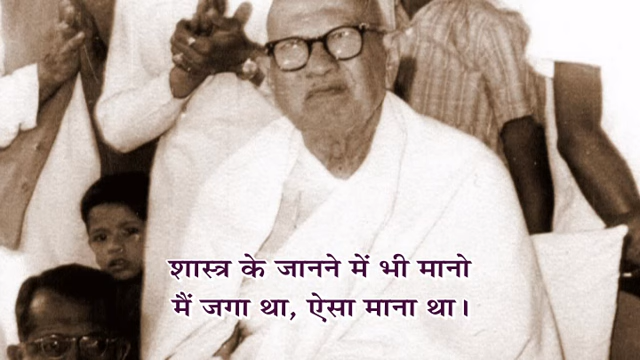 शास्त्र के जानने में भी मानो
मैं जगा था, ऐसा माना था।